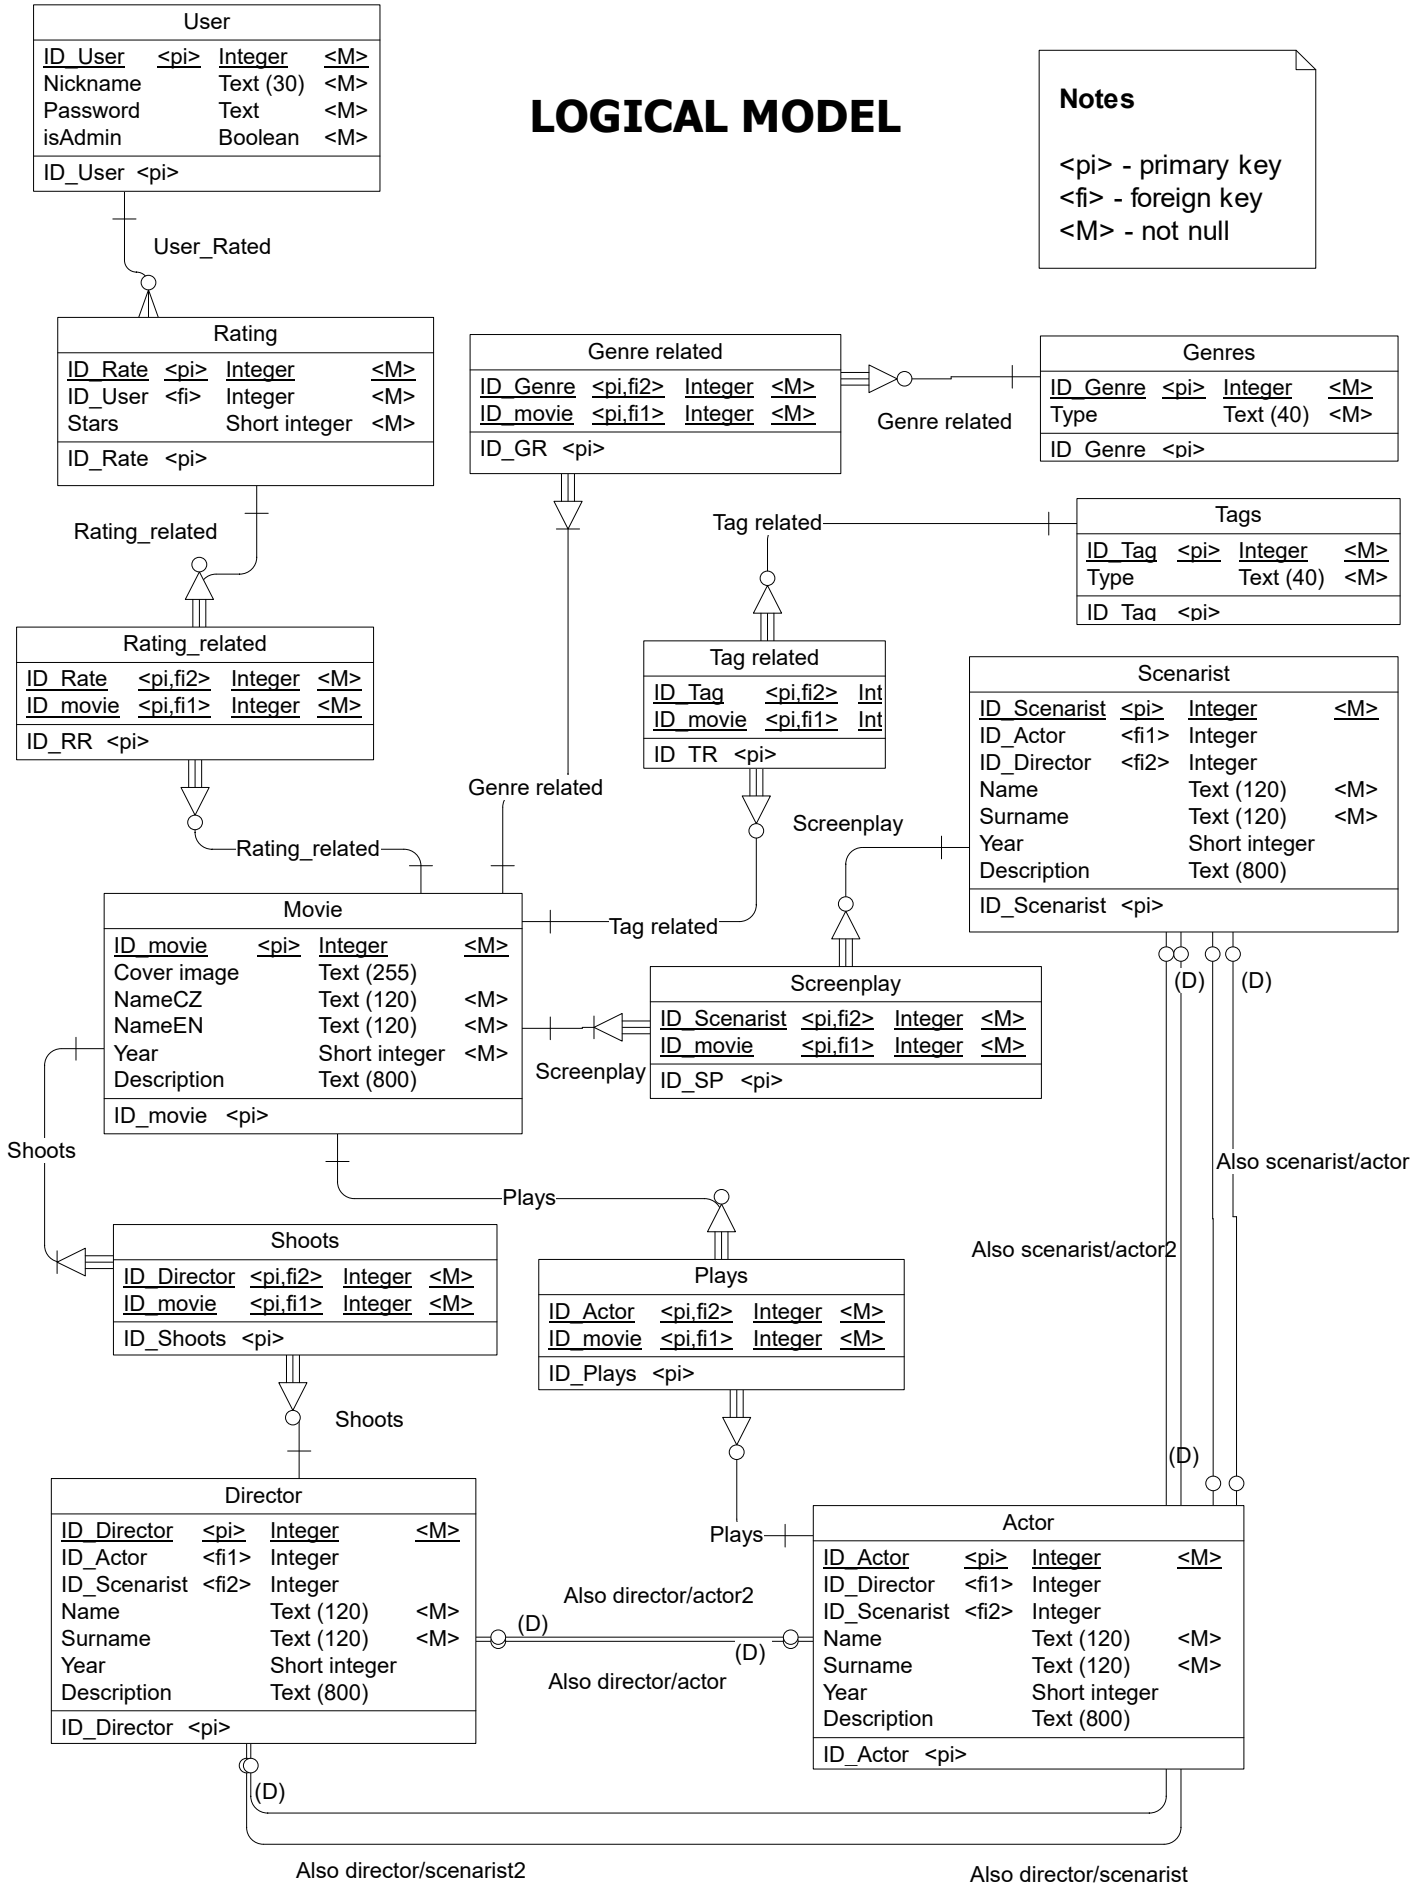 User
ID_User <pi> Integer <M>
Nickname Text (30) <M>
Password Text <M>
isAdmin Boolean <M>
ID_User <pi>
LOGICAL MODEL
Notes
<pi> - primary key
<fi> - foreign key
<M> - not null
User_Rated
Rating
ID_Rate <pi> Integer <M>
ID_User <fi> Integer <M>
Stars Short integer <M>
ID_Rate <pi>
Genre related
ID_Genre <pi,fi2> Integer <M>
ID_movie <pi,fi1> Integer <M>
ID_GR <pi>
Genre related
Genres
ID_Genre <pi> Integer <M>
Type Text (40) <M>
ID_Genre <pi>
Rating_related
Tag related
Tags
ID_Tag <pi> Integer <M>
Type Text (40) <M>
ID_Tag <pi>
Rating_related
ID_Rate <pi,fi2> Integer <M>
ID_movie <pi,fi1> Integer <M>
ID_RR <pi>
Tag related
ID_Tag <pi,fi2> Int
ID_movie <pi,fi1> Int
ID_TR <pi>
Scenarist
ID_Scenarist <pi> Integer <M>
ID_Actor <fi1> Integer
ID_Director <fi2> Integer
Name Text (120) <M>
Surname Text (120) <M>
Year Short integer
Description Text (800)
ID_Scenarist <pi>
Genre related
Screenplay
Rating_related
Tag related
Movie
ID_movie <pi> Integer <M>
Cover image Text (255)
NameCZ Text (120) <M>
NameEN Text (120) <M>
Year Short integer <M>
Description Text (800)
ID_movie <pi>
Screenplay
ID_Scenarist <pi,fi2> Integer <M>
ID_movie <pi,fi1> Integer <M>
ID_SP <pi>
Screenplay
(D)
(D)
Shoots
Also scenarist/actor
Plays
Also scenarist/actor2
Shoots
ID_Director <pi,fi2> Integer <M>
ID_movie <pi,fi1> Integer <M>
ID_Shoots <pi>
Plays
ID_Actor <pi,fi2> Integer <M>
ID_movie <pi,fi1> Integer <M>
ID_Plays <pi>
Shoots
(D)
Plays
Director
ID_Director <pi> Integer <M>
ID_Actor <fi1> Integer
ID_Scenarist <fi2> Integer
Name Text (120) <M>
Surname Text (120) <M>
Year Short integer
Description Text (800)
ID_Director <pi>
Also director/actor2
(D)
(D)
Also director/actor
Actor
ID_Actor <pi> Integer <M>
ID_Director <fi1> Integer
ID_Scenarist <fi2> Integer
Name Text (120) <M>
Surname Text (120) <M>
Year Short integer
Description Text (800)
ID_Actor <pi>
(D)
Also director/scenarist2
Also director/scenarist